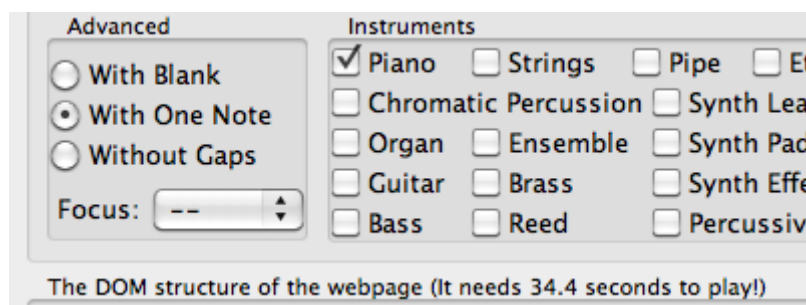 Advanced
With Blank
With One Note
Without Gaps
Focus: --
Instruments
Piano Strings Pipe
Chromatic Percussion Synth
Organ Ensemble Synth
Guitar Brass Synth
Bass Reed
The DOM structure of the webpage (It needs 34.4 seconds to play!)